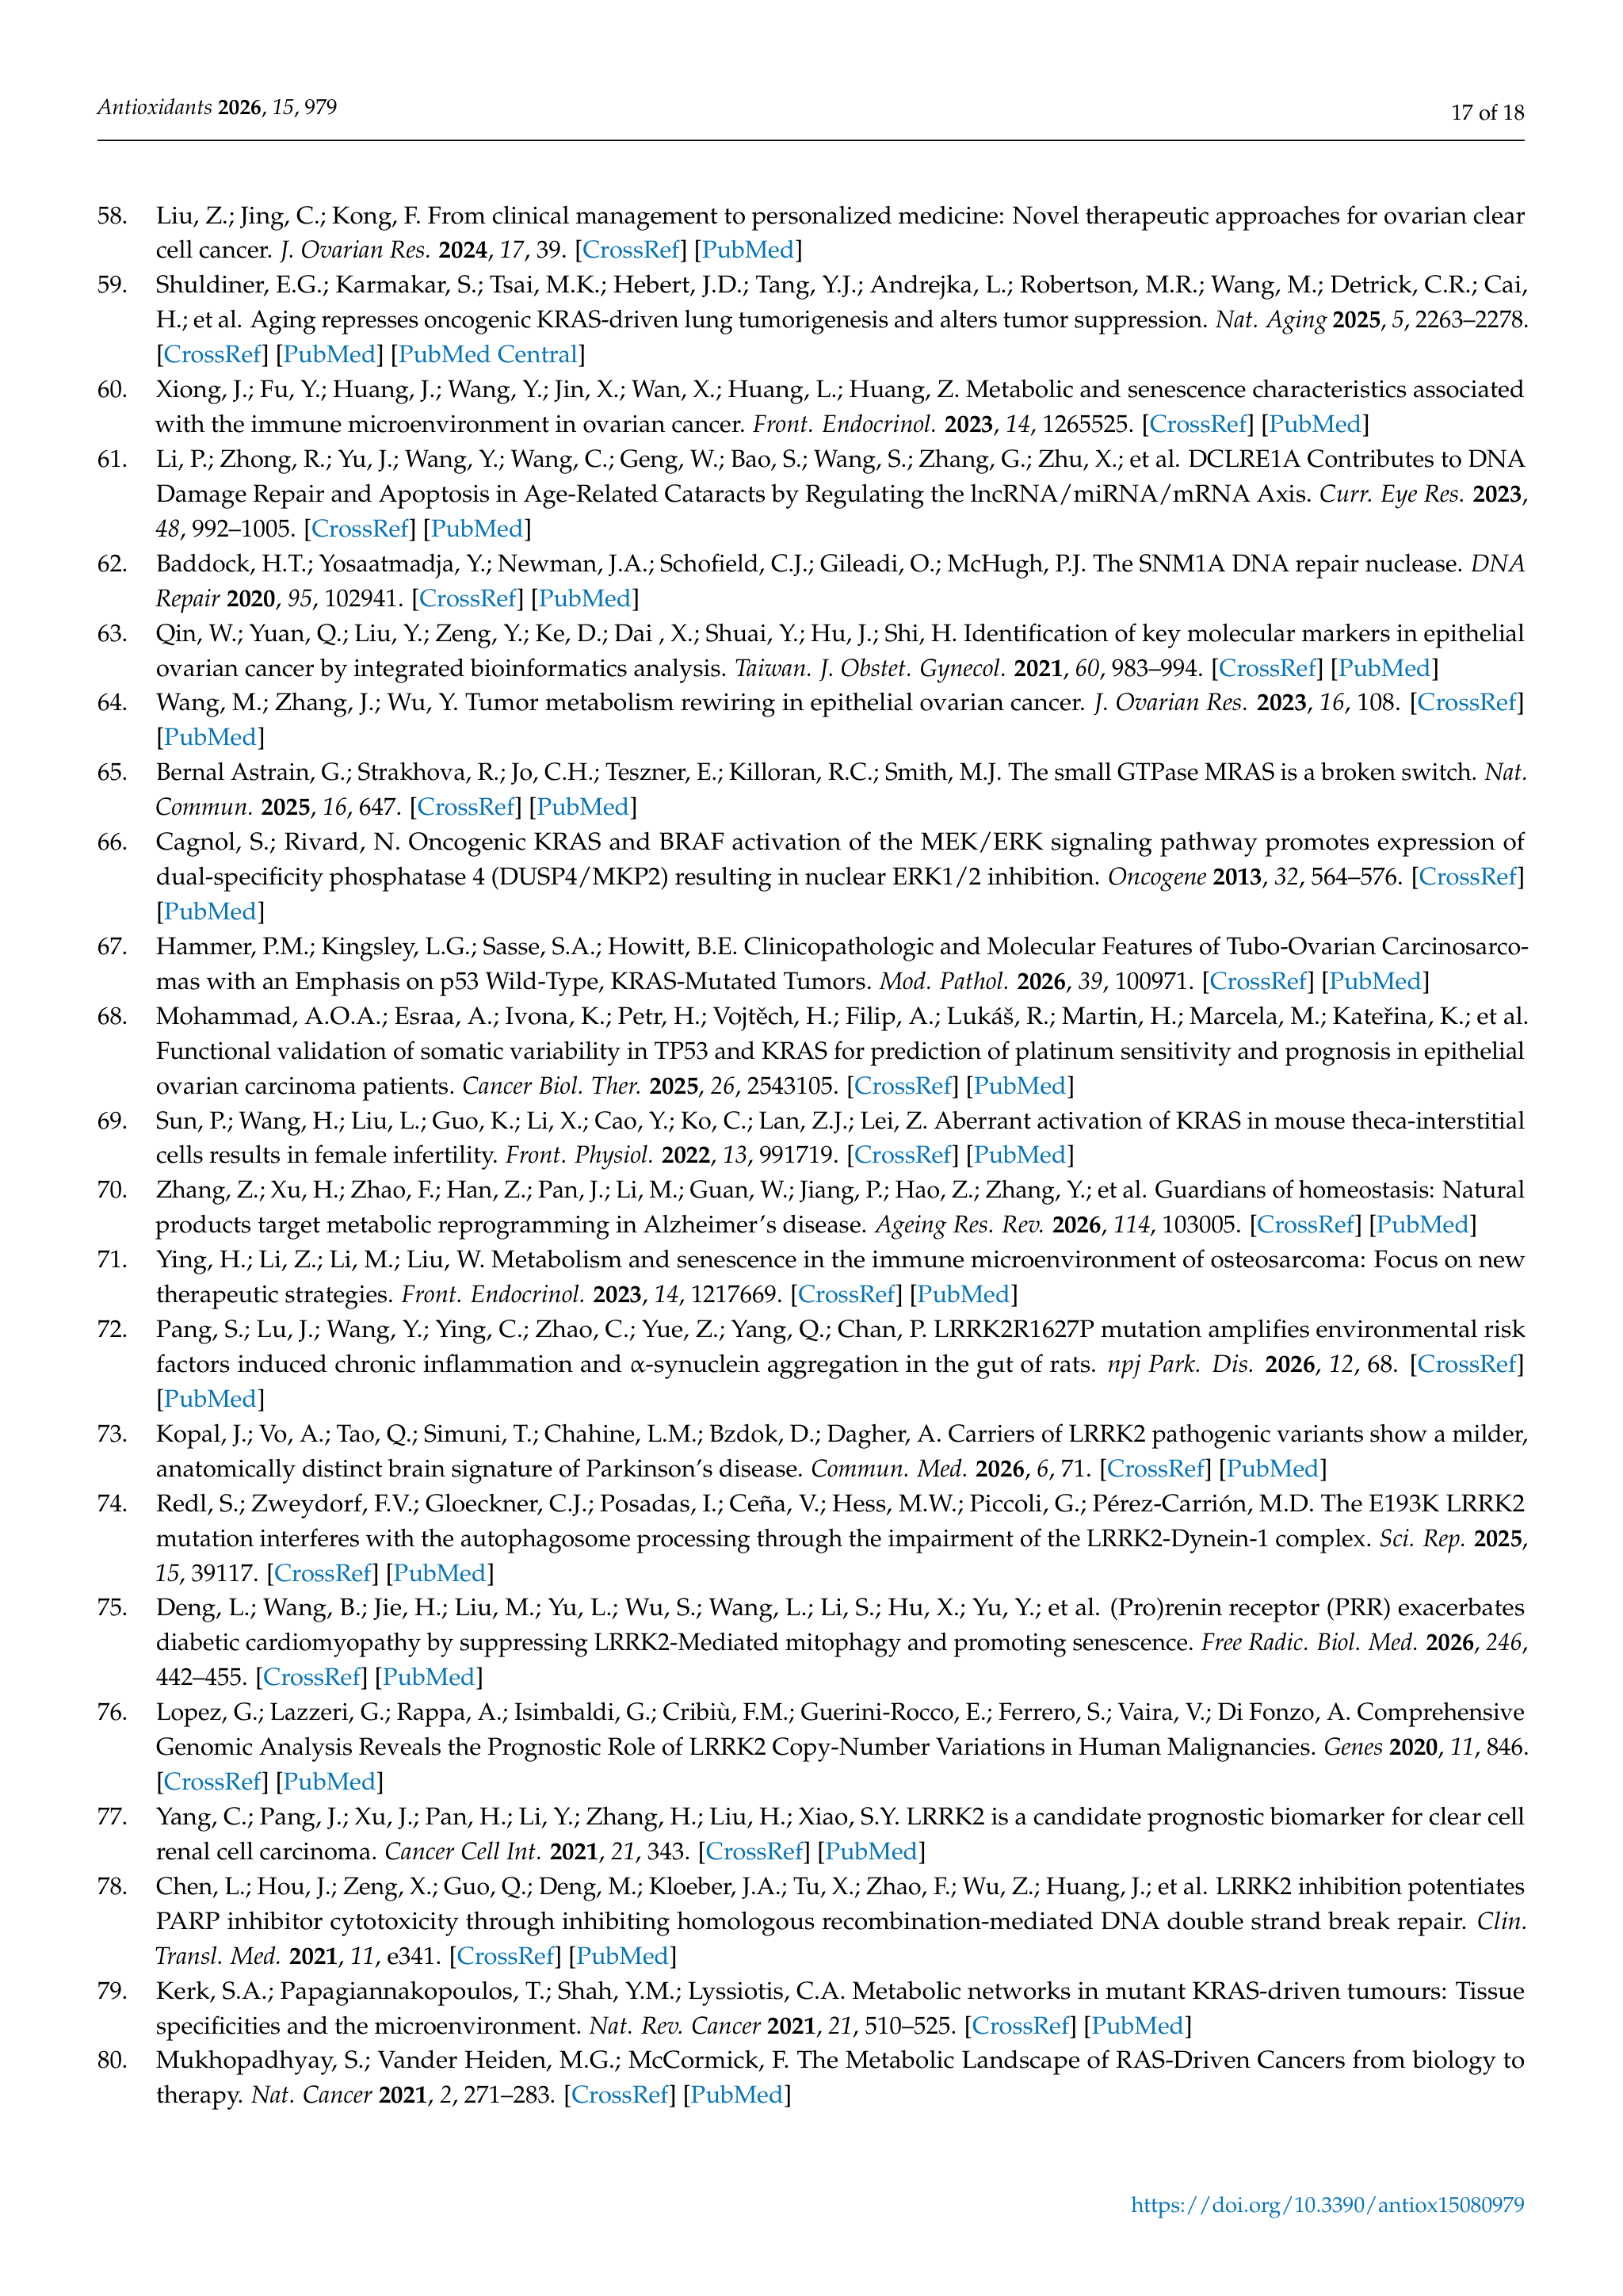 Antioxidants 2026, 15, 979
17 of 18
58. Liu, Z.; Jing, C.; Kong, F. From clinical management to personalized medicine: Novel therapeutic approaches for ovarian clear
cell cancer. J. Ovarian Res. 2024, 17, 39. [CrossRef] [PubMed]
59. Shuldiner, E.G.; Karmakar, S.; Tsai, M.K.; Hebert, J.D.; Tang, Y.J.; Andrejka, L.; Robertson, M.R.; Wang, M.; Detrick, C.R.; Cai,
H.; et al. Aging represses oncogenic KRAS-driven lung tumorigenesis and alters tumor suppression. Nat. Aging 2025, 5, 2263–2278.
[CrossRef] [PubMed] [PubMed Central]
60. Xiong, J.; Fu, Y.; Huang, J.; Wang, Y.; Jin, X.; Wan, X.; Huang, L.; Huang, Z. Metabolic and senescence characteristics associated
with the immune microenvironment in ovarian cancer. Front. Endocrinol. 2023, 14, 1265525. [CrossRef] [PubMed]
61. Li, P.; Zhong, R.; Yu, J.; Wang, Y.; Wang, C.; Geng, W.; Bao, S.; Wang, S.; Zhang, G.; Zhu, X.; et al. DCLRE1A Contributes to DNA
Damage Repair and Apoptosis in Age-Related Cataracts by Regulating the lncRNA/miRNA/mRNA Axis. Curr. Eye Res. 2023,
48, 992–1005. [CrossRef] [PubMed]
62. Baddock, H.T.; Yosaatmadja, Y.; Newman, J.A.; Schofield, C.J.; Gileadi, O.; McHugh, P.J. The SNM1A DNA repair nuclease. DNA
Repair 2020, 95, 102941. [CrossRef] [PubMed]
63. Qin, W.; Yuan, Q.; Liu, Y.; Zeng, Y.; Ke, D.; Dai , X.; Shuai, Y.; Hu, J.; Shi, H. Identification of key molecular markers in epithelial
ovarian cancer by integrated bioinformatics analysis. Taiwan. J. Obstet. Gynecol. 2021, 60, 983–994. [CrossRef] [PubMed]
64. Wang, M.; Zhang, J.; Wu, Y. Tumor metabolism rewiring in epithelial ovarian cancer. J. Ovarian Res. 2023, 16, 108. [CrossRef]
[PubMed]
65. Bernal Astrain, G.; Strakhova, R.; Jo, C.H.; Teszner, E.; Killoran, R.C.; Smith, M.J. The small GTPase MRAS is a broken switch. Nat.
Commun. 2025, 16, 647. [CrossRef] [PubMed]
66. Cagnol, S.; Rivard, N. Oncogenic KRAS and BRAF activation of the MEK/ERK signaling pathway promotes expression of
dual-specificity phosphatase 4 (DUSP4/MKP2) resulting in nuclear ERK1/2 inhibition. Oncogene 2013, 32, 564–576. [CrossRef]
[PubMed]
67. Hammer, P.M.; Kingsley, L.G.; Sasse, S.A.; Howitt, B.E. Clinicopathologic and Molecular Features of Tubo-Ovarian Carcinosarco-
mas with an Emphasis on p53 Wild-Type, KRAS-Mutated Tumors. Mod. Pathol. 2026, 39, 100971. [CrossRef] [PubMed]
68. Mohammad, A.O.A.; Esraa, A.; Ivona, K.; Petr, H.; Vojtěch, H.; Filip, A.; Lukáš, R.; Martin, H.; Marcela, M.; Kateřina, K.; et al.
Functional validation of somatic variability in TP53 and KRAS for prediction of platinum sensitivity and prognosis in epithelial
ovarian carcinoma patients. Cancer Biol. Ther. 2025, 26, 2543105. [CrossRef] [PubMed]
69. Sun, P.; Wang, H.; Liu, L.; Guo, K.; Li, X.; Cao, Y.; Ko, C.; Lan, Z.J.; Lei, Z. Aberrant activation of KRAS in mouse theca-interstitial
cells results in female infertility. Front. Physiol. 2022, 13, 991719. [CrossRef] [PubMed]
70. Zhang, Z.; Xu, H.; Zhao, F.; Han, Z.; Pan, J.; Li, M.; Guan, W.; Jiang, P.; Hao, Z.; Zhang, Y.; et al. Guardians of homeostasis: Natural
products target metabolic reprogramming in Alzheimer’s disease. Ageing Res. Rev. 2026, 114, 103005. [CrossRef] [PubMed]
71. Ying, H.; Li, Z.; Li, M.; Liu, W. Metabolism and senescence in the immune microenvironment of osteosarcoma: Focus on new
therapeutic strategies. Front. Endocrinol. 2023, 14, 1217669. [CrossRef] [PubMed]
72. Pang, S.; Lu, J.; Wang, Y.; Ying, C.; Zhao, C.; Yue, Z.; Yang, Q.; Chan, P. LRRK2R1627P mutation amplifies environmental risk
factors induced chronic inflammation and α-synuclein aggregation in the gut of rats. npj Park. Dis. 2026, 12, 68. [CrossRef]
[PubMed]
73. Kopal, J.; Vo, A.; Tao, Q.; Simuni, T.; Chahine, L.M.; Bzdok, D.; Dagher, A. Carriers of LRRK2 pathogenic variants show a milder,
anatomically distinct brain signature of Parkinson’s disease. Commun. Med. 2026, 6, 71. [CrossRef] [PubMed]
74. Redl, S.; Zweydorf, F.V.; Gloeckner, C.J.; Posadas, I.; Ceña, V.; Hess, M.W.; Piccoli, G.; Pérez-Carrión, M.D. The E193K LRRK2
mutation interferes with the autophagosome processing through the impairment of the LRRK2-Dynein-1 complex. Sci. Rep. 2025,
15, 39117. [CrossRef] [PubMed]
75. Deng, L.; Wang, B.; Jie, H.; Liu, M.; Yu, L.; Wu, S.; Wang, L.; Li, S.; Hu, X.; Yu, Y.; et al. (Pro)renin receptor (PRR) exacerbates
diabetic cardiomyopathy by suppressing LRRK2-Mediated mitophagy and promoting senescence. Free Radic. Biol. Med. 2026, 246,
442–455. [CrossRef] [PubMed]
76. Lopez, G.; Lazzeri, G.; Rappa, A.; Isimbaldi, G.; Cribiù, F.M.; Guerini-Rocco, E.; Ferrero, S.; Vaira, V.; Di Fonzo, A. Comprehensive
Genomic Analysis Reveals the Prognostic Role of LRRK2 Copy-Number Variations in Human Malignancies. Genes 2020, 11, 846.
[CrossRef] [PubMed]
77. Yang, C.; Pang, J.; Xu, J.; Pan, H.; Li, Y.; Zhang, H.; Liu, H.; Xiao, S.Y. LRRK2 is a candidate prognostic biomarker for clear cell
renal cell carcinoma. Cancer Cell Int. 2021, 21, 343. [CrossRef] [PubMed]
78. Chen, L.; Hou, J.; Zeng, X.; Guo, Q.; Deng, M.; Kloeber, J.A.; Tu, X.; Zhao, F.; Wu, Z.; Huang, J.; et al. LRRK2 inhibition potentiates
PARP inhibitor cytotoxicity through inhibiting homologous recombination-mediated DNA double strand break repair. Clin.
Transl. Med. 2021, 11, e341. [CrossRef] [PubMed]
79. Kerk, S.A.; Papagiannakopoulos, T.; Shah, Y.M.; Lyssiotis, C.A. Metabolic networks in mutant KRAS-driven tumours: Tissue
specificities and the microenvironment. Nat. Rev. Cancer 2021, 21, 510–525. [CrossRef] [PubMed]
80. Mukhopadhyay, S.; Vander Heiden, M.G.; McCormick, F. The Metabolic Landscape of RAS-Driven Cancers from biology to
therapy. Nat. Cancer 2021, 2, 271–283. [CrossRef] [PubMed]
https://doi.org/10.3390/antiox15080979